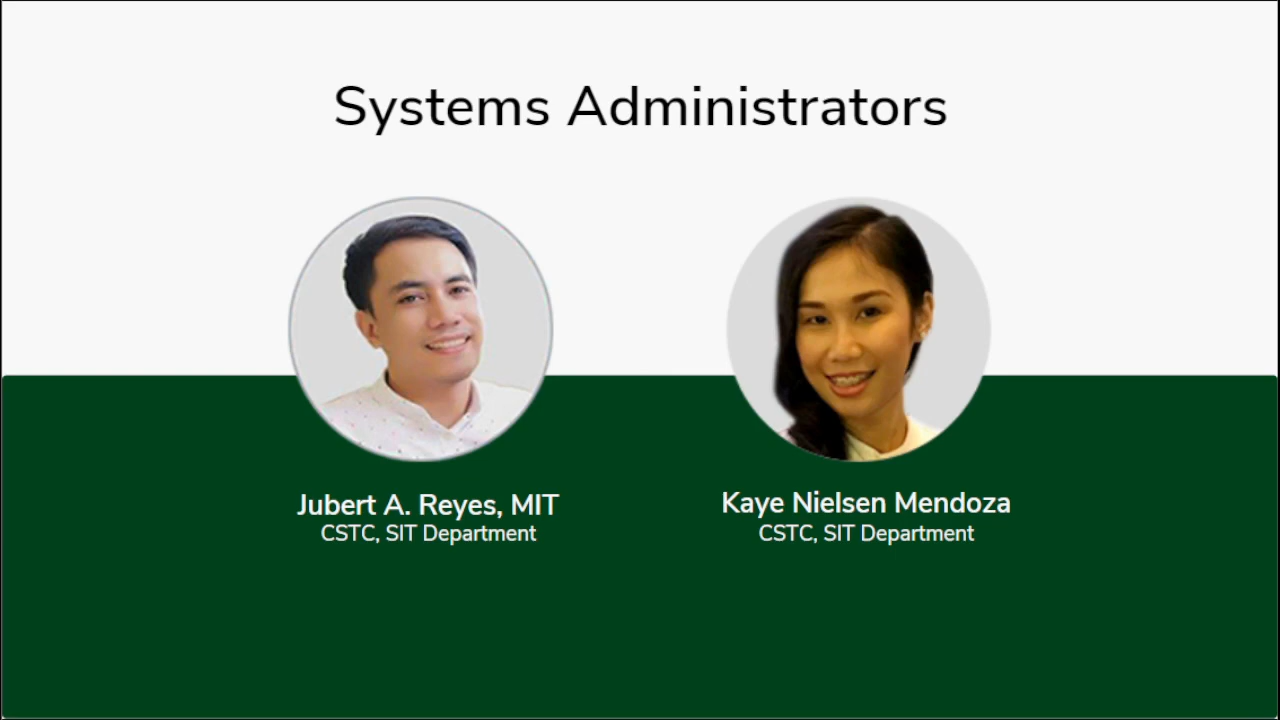 Systems Administrators
Jubert A. Reyes, MIT
CSTC, SIT Department
Kaye Nielsen Mendoza
CSTC, SIT Department